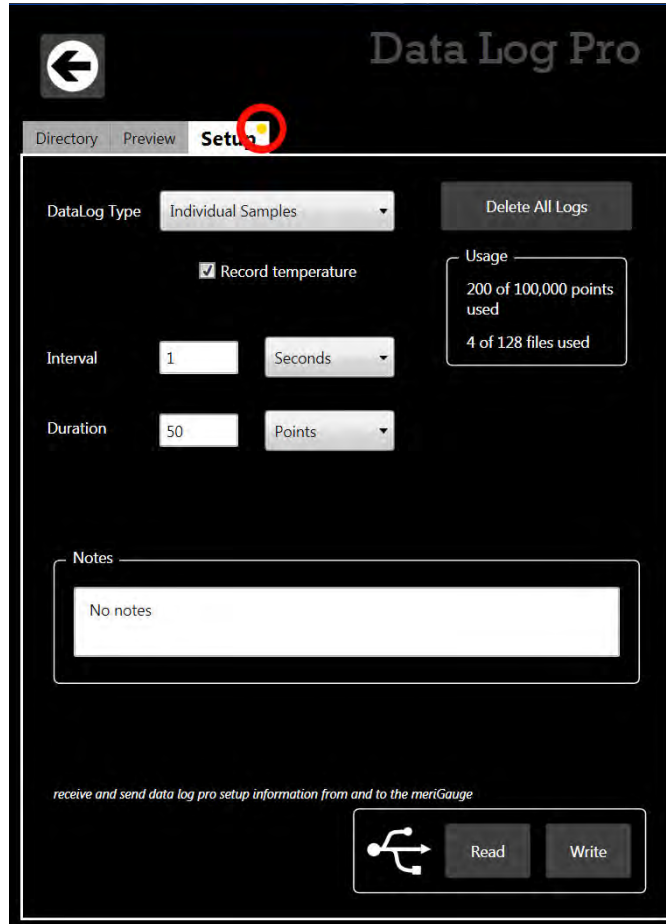 Data Log Pro
Directory Preview Setup
DataLog Type Individual Samples Delete All Logs
Record temperature
Usage
200 of 100,000 points
used
4 of 128 files used
Interval 1 Seconds
Duration 50 Points
Notes
No notes
receive and send data log pro setup information from and to the meriGauge
Read Write